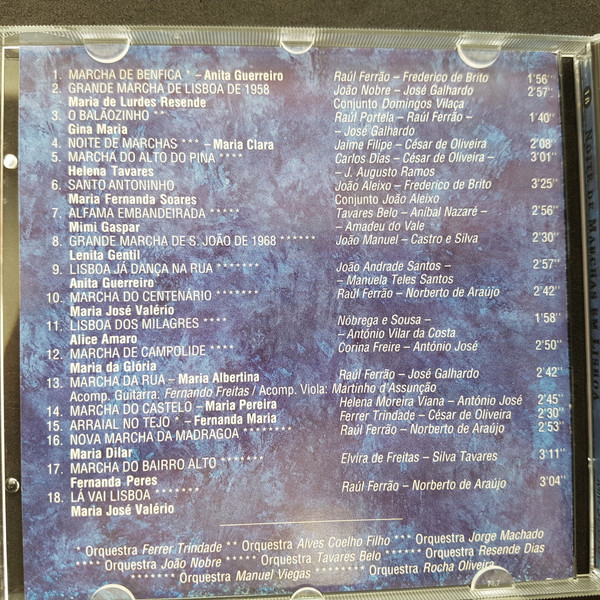 1. MARCHA DE BENFICA * – Anita Guerreiro Raúl Ferrão – Frederico de Brito 1'56''
2. GRANDE MARCHA DE LISBOA DE 1958 João Nobre – José Galhardo 2'57''
Maria de Lurdes Resende Conjunto Domingos Vilaça
3. O BALÃOZINHO ** Raúl Portela – Raúl Ferrão – 1'40''
Gina Maria – José Galhardo
4. NOITE DE MARCHAS *** – Maria Clara Jaime Filipe – César de Oliveira 2'08''
5. MARCHA DO ALTO DO PINA **** Carlos Dias – César de Oliveira – 3'01''
Helena Tavares – J. Augusto Ramos
6. SANTO ANTONINHO João Aleixo – Frederico de Brito 3'25''
Maria Fernanda Soares Conjunto João Aleixo
7. ALFAMA EMBANDEIRADA ***** Tavares Belo – Aníbal Nazaré – 2'56''
Mimi Gaspar – Amadeu do Vale
8. GRANDE MARCHA DE S. JOÃO DE 1968 ****** João Manuel – Castro e Silva 2'30''
Lenita Gentil
9. LISBOA JÁ DANÇA NA RUA ******* João Andrade Santos – 2'57''
Anita Guerreiro – Manuela Teles Santos
10. MARCHA DO CENTENÁRIO ******* Raúl Ferrão – Norberto de Araújo 2'42''
Maria José Valério
11. LISBOA DOS MILAGRES **** Nóbrega e Sousa – 1'58''
Alice Amaro – António Vilar da Costa
12. MARCHA DE CAMPOLIDE **** Corina Freire – António José 2'50''
Maria da Glória
13. MARCHA DA RUA – Maria Albertina Raúl Ferrão – José Galhardo 2'42''
Acomp. Guitarra: Fernando Freitas / Acomp. Viola: Martinho d'Assunção
14. MARCHA DO CASTELO – Maria Pereira Helena Moreira Viana – António José 2'45''
15. ARRAIAL NO TEJO * – Fernanda Maria Ferrer Trindade – César de Oliveira 2'30''
16. NOVA MARCHA DA MADRAGOA ******** Raúl Ferrão – Norberto de Araújo 2'53''
Maria Dilar
17. MARCHA DO BAIRRO ALTO ******* Elvira de Freitas – Silva Tavares 3'11''
Fernanda Peres
18. LÁ VAI LISBOA ******* Raúl Ferrão – Norberto de Araújo 3'04''
Maria José Valério
* Orquestra Ferrer Trindade ** Orquestra Alves Coelho Filho *** Orquestra Jorge Machado
**** Orquestra João Nobre ***** Orquestra Tavares Belo ****** Orquestra Resende Dias
******* Orquestra Manuel Viegas ******** Orquestra Rocha Oliveira
NOITE DE MARCHAS EM LISBOA